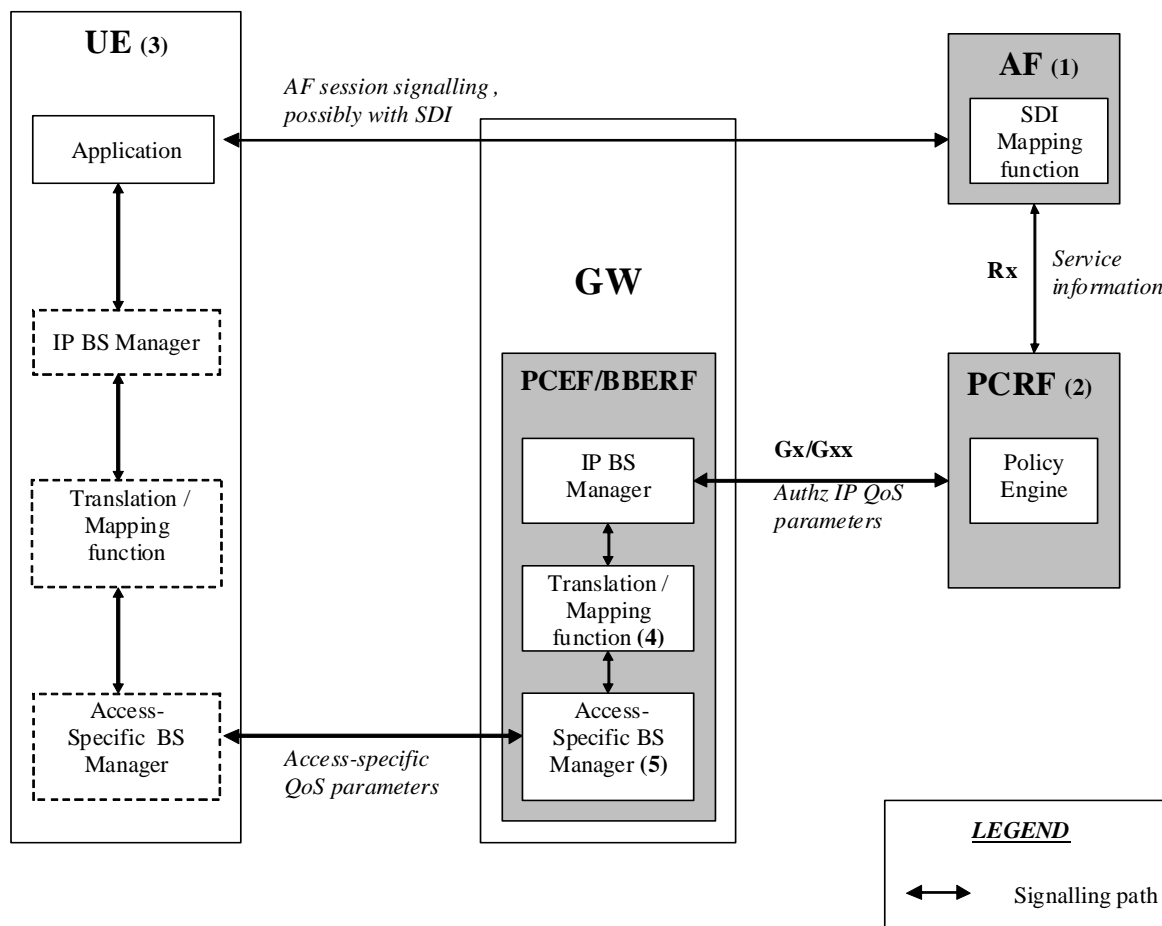 UE (3)
AF (1)
AF session signalling ,
possibly with SDI
SDI
Mapping
function
Application
GW
Rx
Service
information
IP BS Manager
PCEF/BBERF
PCRF (2)
Gx/Gxx
IP BS
Manager
Policy
Engine
Authz IP QoS
parameters
Translation /
Mapping
function
Translation /
Mapping
function (4)
Access-
Specific BS
Manager
Access-
Specific BS
Manager (5)
Access-specific
QoS parameters
LEGEND
Signalling path